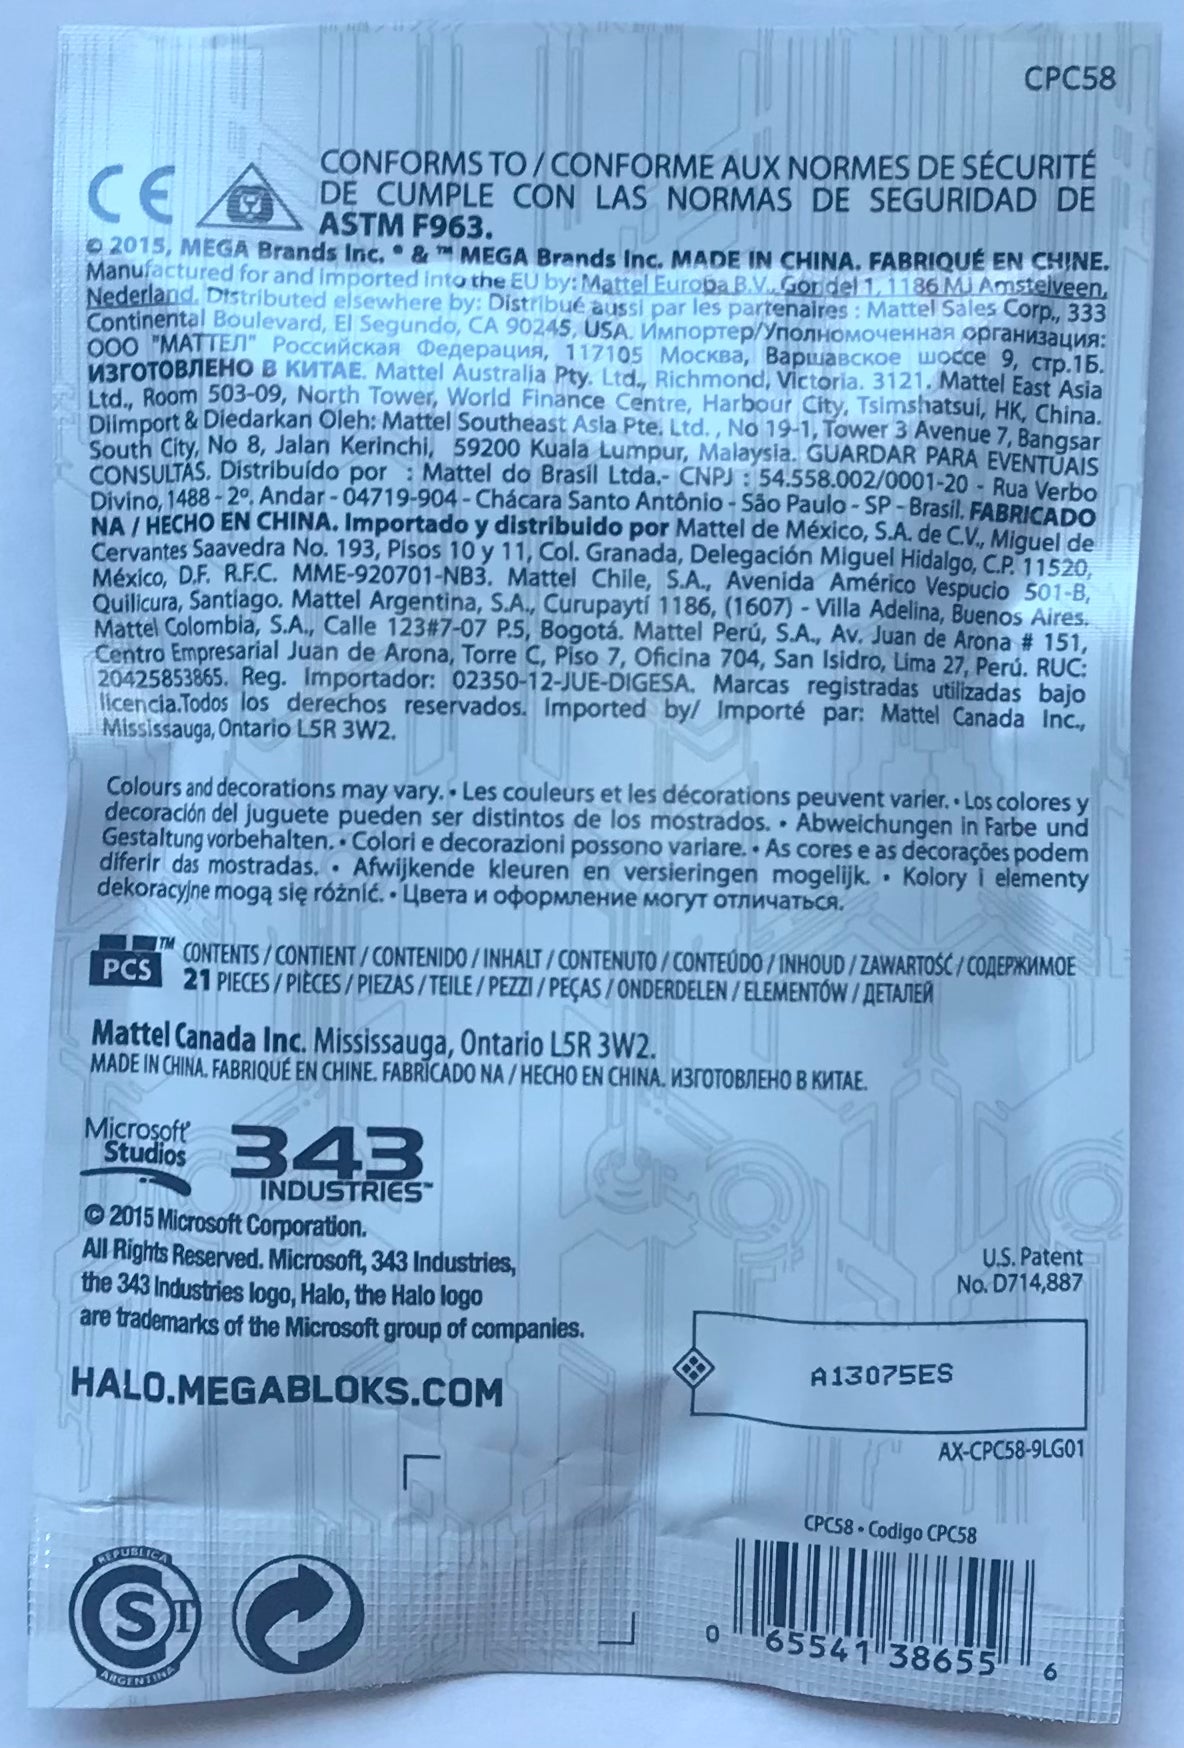 CPC58
CE
CONFORMS TO / CONFORME AUX NORMES DE SÉCURITÉ
DE CUMPLE CON LAS NORMAS DE SEGURIDAD DE
ASTM F963.
© 2015, MEGA Brands Inc. ® & ™ MEGA Brands Inc. MADE IN CHINA. FABRIQUÉ EN CHINE.
Manufactured for and Imported into the EU by: Mattel Europa B.V., Gondel 1, 1186 MJ Amstelveen,
Nederland. Distributed elsewhere by: Distribué aussi par les partenaires : Mattel Sales Corp., 333
Continental Boulevard, El Segundo, CA 90245, USA. Импортер/Уполномоченная организация:
ООО "МАТТЕЛ" Российская Федерация, 117105 Москва, Варшавское шоссе 9, стр.1Б.
ИЗГОТОВЛЕНО В КИТАЕ. Mattel Australia Pty. Ltd., Richmond, Victoria. 3121. Mattel East Asia
Ltd., Room 503-09, North Tower, World Finance Centre, Harbour City, Tsimshatsui, HK, China.
Diimport & Diedarkan Oleh: Mattel Southeast Asia Pte. Ltd. , No 19-1, Tower 3 Avenue 7, Bangsar
South City, No 8, Jalan Kerinchi, 59200 Kuala Lumpur, Malaysia. GUARDAR PARA EVENTUAIS
CONSULTAS. Distribuído por : Mattel do Brasil Ltda.- CNPJ : 54.558.002/0001-20 - Rua Verbo
Divino, 1488 - 2º. Andar - 04719-904 - Chácara Santo Antônio - São Paulo - SP - Brasil. FABRICADO
NA / HECHO EN CHINA. Importado y distribuido por Mattel de México, S.A. de C.V., Miguel de
Cervantes Saavedra No. 193, Pisos 10 y 11, Col. Granada, Delegación Miguel Hidalgo, C.P. 11520,
México, D.F. R.F.C. MME-920701-NB3. Mattel Chile, S.A., Avenida Américo Vespucio 501-B,
Quilicura, Santiago. Mattel Argentina, S.A., Curupaytí 1186, (1607) - Villa Adelina, Buenos Aires.
Mattel Colombia, S.A., Calle 123#7-07 P.5, Bogotá. Mattel Perú, S.A., Av. Juan de Arona # 151,
Centro Empresarial Juan de Arona, Torre C, Piso 7, Oficina 704, San Isidro, Lima 27, Perú. RUC:
20425853865. Reg. Importador: 02350-12-JUE-DIGESA. Marcas registradas utilizadas bajo
licencia.Todos los derechos reservados. Imported by/ Importé par: Mattel Canada Inc.,
Mississauga, Ontario L5R 3W2.
Colours and decorations may vary. • Les couleurs et les décorations peuvent varier. • Los colores y
decoración del juguete pueden ser distintos de los mostrados. • Abweichungen in Farbe und
Gestaltung vorbehalten. • Colori e decorazioni possono variare. • As cores e as decorações podem
diferir das mostradas. • Afwijkende kleuren en versieringen mogelijk. • Kolory i elementy
dekoracyjne mogą się różnić. • Цвета и оформление могут отличаться.
PCS™ CONTENTS / CONTIENT / CONTENIDO / INHALT / CONTENUTO / CONTEÚDO / INHOUD / ZAWARTOŚĆ / СОДЕРЖИМОЕ
21 PIECES / PIÈCES / PIEZAS / TEILE / PEZZI / PEÇAS / ONDERDELEN / ELEMENTÓW / ДЕТАЛЕЙ
Mattel Canada Inc. Mississauga, Ontario L5R 3W2.
MADE IN CHINA. FABRIQUÉ EN CHINE. FABRICADO NA / HECHO EN CHINA. ИЗГОТОВЛЕНО В КИТАЕ.
Microsoft®
Studios
343
INDUSTRIES™
© 2015 Microsoft Corporation.
All Rights Reserved. Microsoft, 343 Industries,
the 343 Industries logo, Halo, the Halo logo
are trademarks of the Microsoft group of companies.
U.S. Patent
No. D714,887
HALO.MEGABLOKS.COM
A13075ES
AX-CPC58-9LG01
CPC58 • Codigo CPC58
REPUBLICA
S T
ARGENTINA
0 65541 38655 6